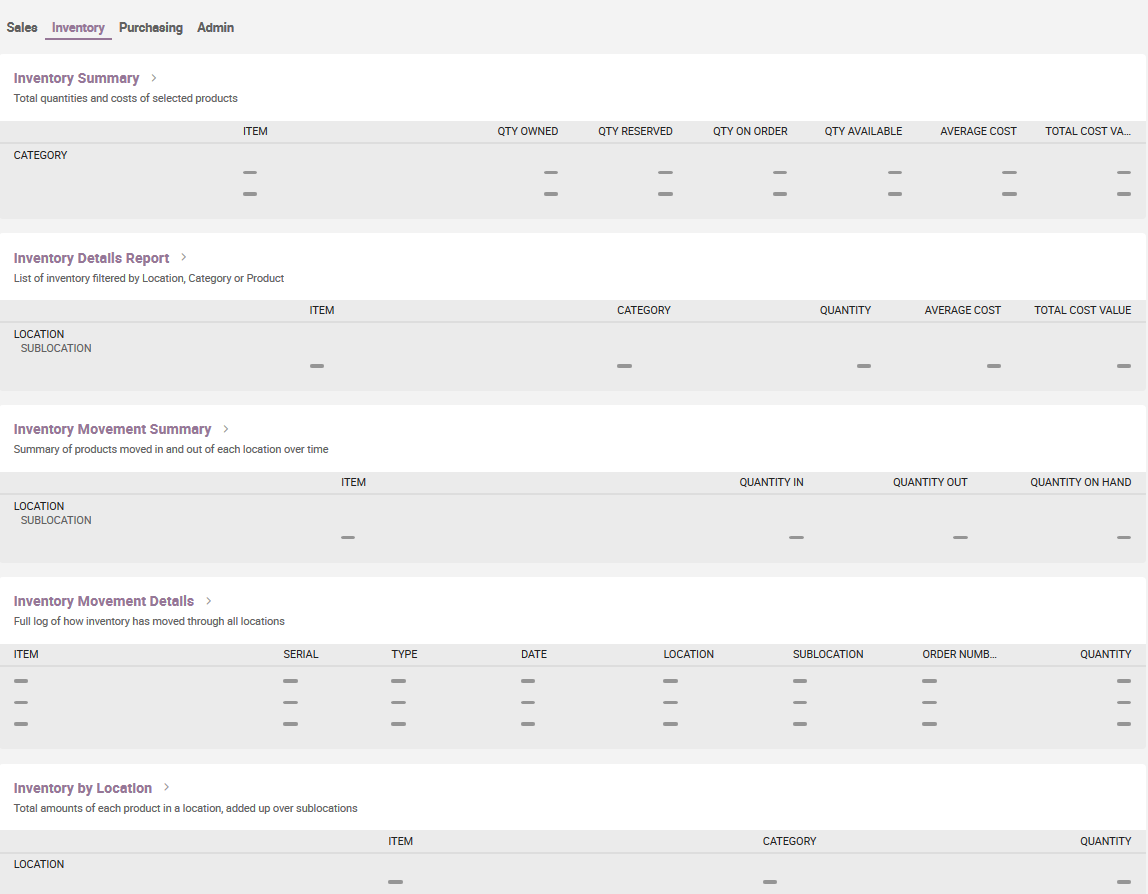 Sales Inventory Purchasing Admin
Inventory Summary
Total quantities and costs of selected products
ITEM QTY OWNED QTY RESERVED QTY ON ORDER QTY AVAILABLE AVERAGE COST TOTAL COST VA...
CATEGORY
Inventory Details Report
List of inventory filtered by Location, Category or Product
ITEM CATEGORY QUANTITY AVERAGE COST TOTAL COST VALUE
LOCATION
SUBLOCATION
Inventory Movement Summary
Summary of products moved in and out of each location over time
ITEM QUANTITY IN QUANTITY OUT QUANTITY ON HAND
LOCATION
SUBLOCATION
Inventory Movement Details
Full log of how inventory has moved through all locations
ITEM SERIAL TYPE DATE LOCATION SUBLOCATION ORDER NUMB... QUANTITY
Inventory by Location
Total amounts of each product in a location, added up over sublocations
ITEM CATEGORY QUANTITY
LOCATION